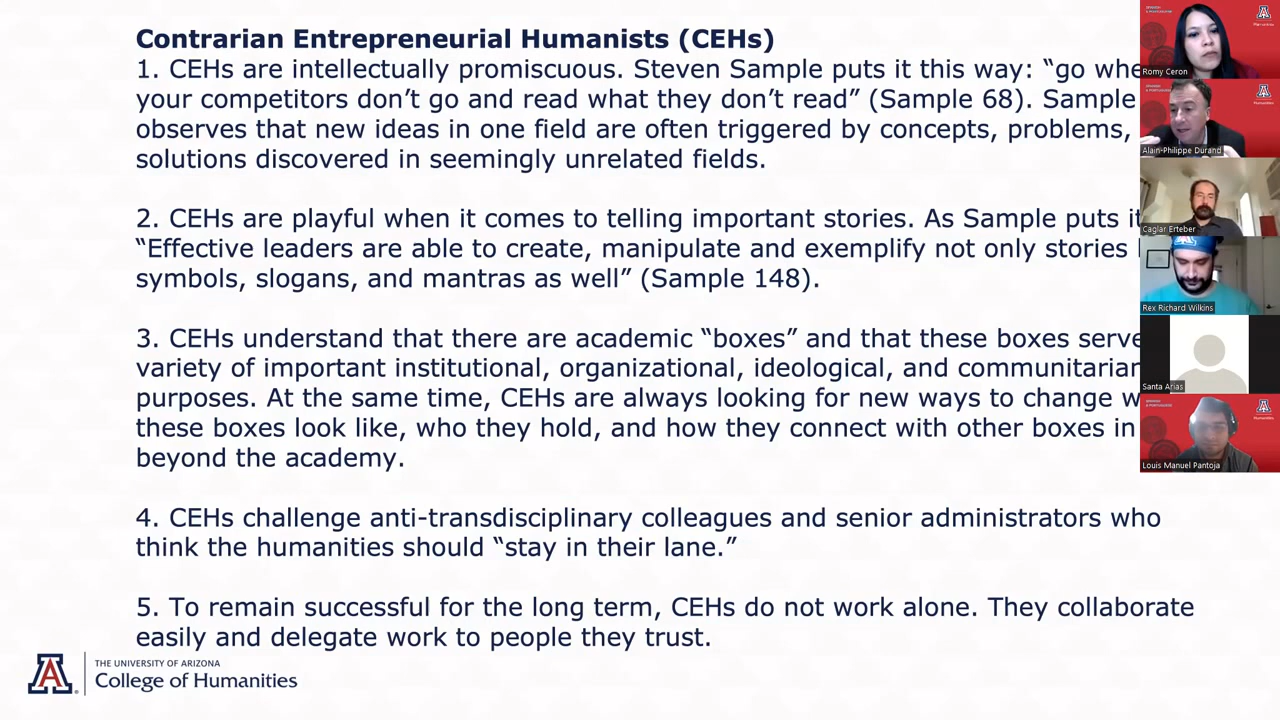 Contrarian Entrepreneurial Humanists (CEHs)
1. CEHs are intellectually promiscuous. Steven Sample puts it this way: “go whe
your competitors don’t go and read what they don’t read” (Sample 68). Sample
observes that new ideas in one field are often triggered by concepts, problems,
solutions discovered in seemingly unrelated fields.
2. CEHs are playful when it comes to telling important stories. As Sample puts it
“Effective leaders are able to create, manipulate and exemplify not only stories
symbols, slogans, and mantras as well” (Sample 148).
3. CEHs understand that there are academic “boxes” and that these boxes serve
variety of important institutional, organizational, ideological, and communitarian
purposes. At the same time, CEHs are always looking for new ways to change w
these boxes look like, who they hold, and how they connect with other boxes in
beyond the academy.
4. CEHs challenge anti-transdisciplinary colleagues and senior administrators who
think the humanities should “stay in their lane.”
5. To remain successful for the long term, CEHs do not work alone. They collaborate
easily and delegate work to people they trust.
THE UNIVERSITY OF ARIZONA
College of Humanities
Romy Ceron
Alain-Philippe Durand
Caglar Erteber
Rex Richard Wilkins
Santa Arias
Louis Manuel Pantoja